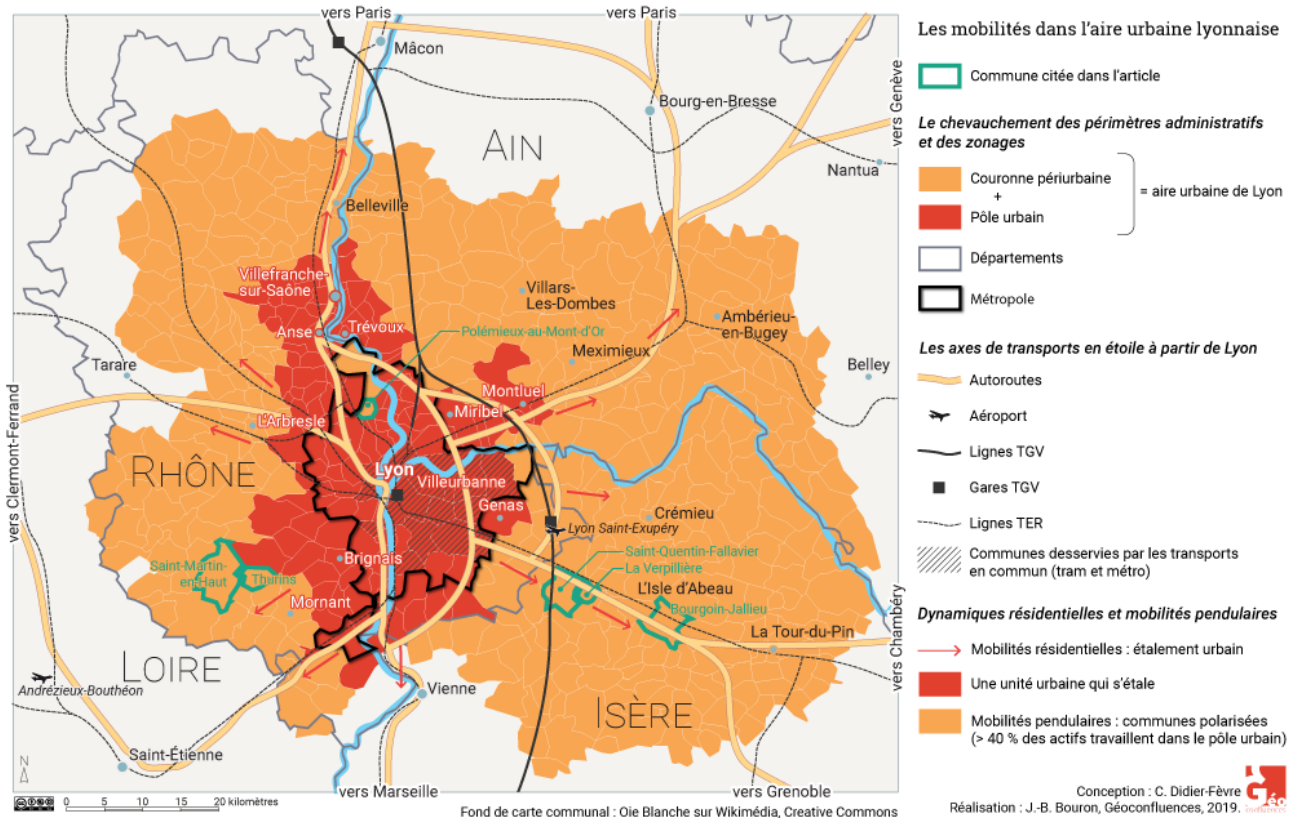 vers Paris
vers Paris
Mâcon
Bourg-en-Bresse
vers Genève
AIN
Nantua
Belleville
Villefranche-
sur-Saône
Villars-
Les-Dombes
Ambérieu-
en-Bugey
Anse
Trévoux
Polémieux-au-Mont-d'Or
Meximieux
Belley
Tarare
Montluel
Miribel
L'Arbresle
vers Clermont-Ferrand
RHÔNE
Lyon
Villeurbanne
Genas
Crémieu
Lyon Saint-Exupéry
Saint-Quentin-Fallavier
La Verpillière
Brignais
Saint-Martin-
en-Haut
Thurins
L'Isle d'Abeau
Bourgoin-Jallieu
Mornant
La Tour-du-Pin
vers Chambéry
LOIRE
Andrézieux-Bouthéon
Vienne
ISÈRE
Saint-Étienne
N
vers Marseille
vers Grenoble
0 5 10 15 20 kilomètres
Fond de carte communal : Oie Blanche sur Wikimédia, Creative Commons
Les mobilités dans l'aire urbaine lyonnaise
Commune citée dans l'article
Le chevauchement des périmètres administratifs
et des zonages
Couronne périurbaine
+
Pôle urbain
= aire urbaine de Lyon
Départements
Métropole
Les axes de transports en étoile à partir de Lyon
Autoroutes
Aéroport
Lignes TGV
Gares TGV
Lignes TER
Communes desservies par les transports
en commun (tram et métro)
Dynamiques résidentielles et mobilités pendulaires
Mobilités résidentielles : étalement urbain
Une unité urbaine qui s'étale
Mobilités pendulaires : communes polarisées
(> 40 % des actifs travaillent dans le pôle urbain)
Conception : C. Didier-Fèvre
Réalisation : J.-B. Bouron, Géoconfluences, 2019.
Géo